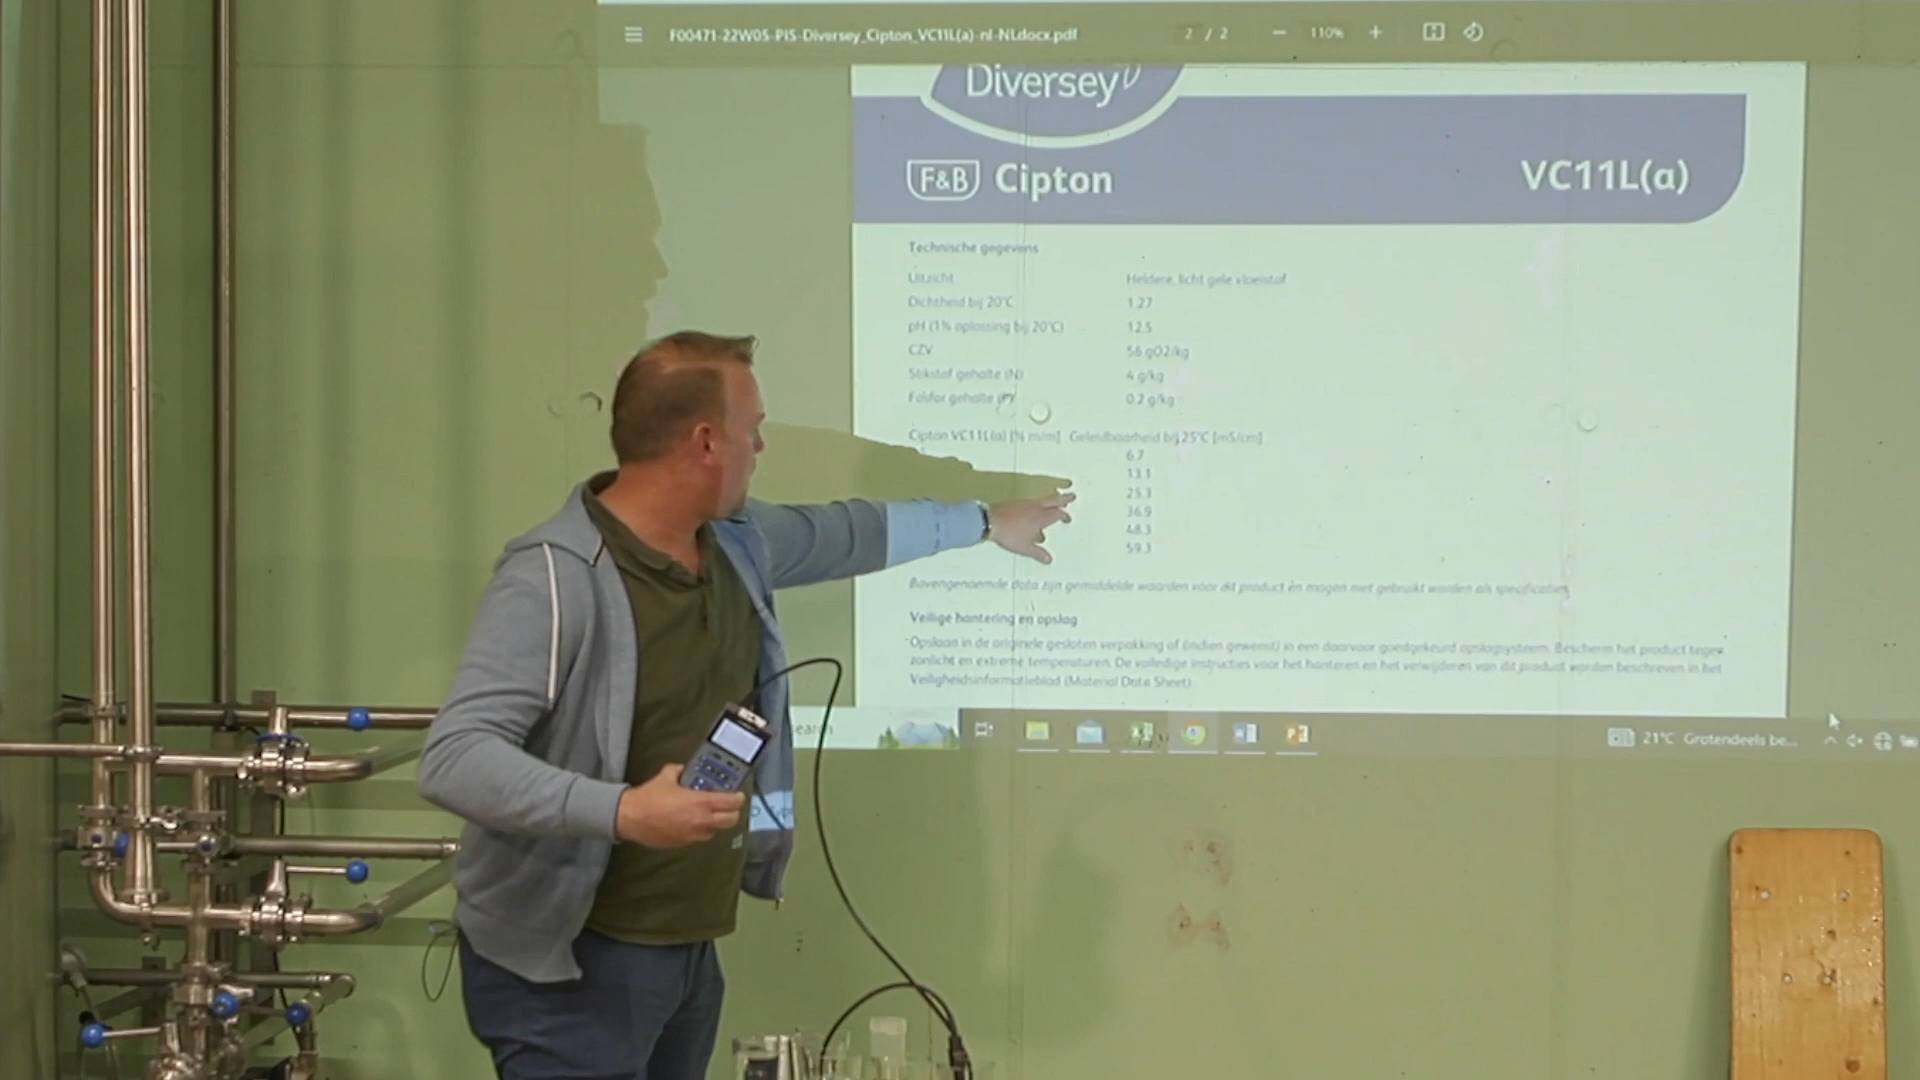 F00471-22W05-PIS-Diversey_Cipton_VC11L(a)-nl-NLdocx.pdf 2 / 2 110%
Diversey
F&B Cipton VC11L(a)
Technische gegevens
Uitzicht Heldere, licht gele vloeistof
Dichtheid bij 20°C 1.27
pH (1% oplossing bij 20°C) 12.5
CZV 56 gO2/kg
Stikstof gehalte (N) 4 g/kg
Fosfor gehalte (P) 0.2 g/kg
Cipton VC11L(a) [% m/m] Geleidbaarheid bij 25°C [mS/cm]
6.7
13.1
25.3
36.9
48.3
59.3
Bovengenoemde data zijn gemiddelde waarden voor dit product en mogen niet gebruikt worden als specificaties
Veilige hantering en opslag
Opslaan in de originele gesloten verpakking of (indien gewenst) in een daarvoor goedgekeurd opslagsysteem. Bescherm het product tegen
zonlicht en extreme temperaturen. De volledige instructies voor het hanteren en het verwijderen van dit product worden beschreven in het
Veiligheidsinformatieblad (Material Data Sheet)
earch 21°C Grotendeels be...